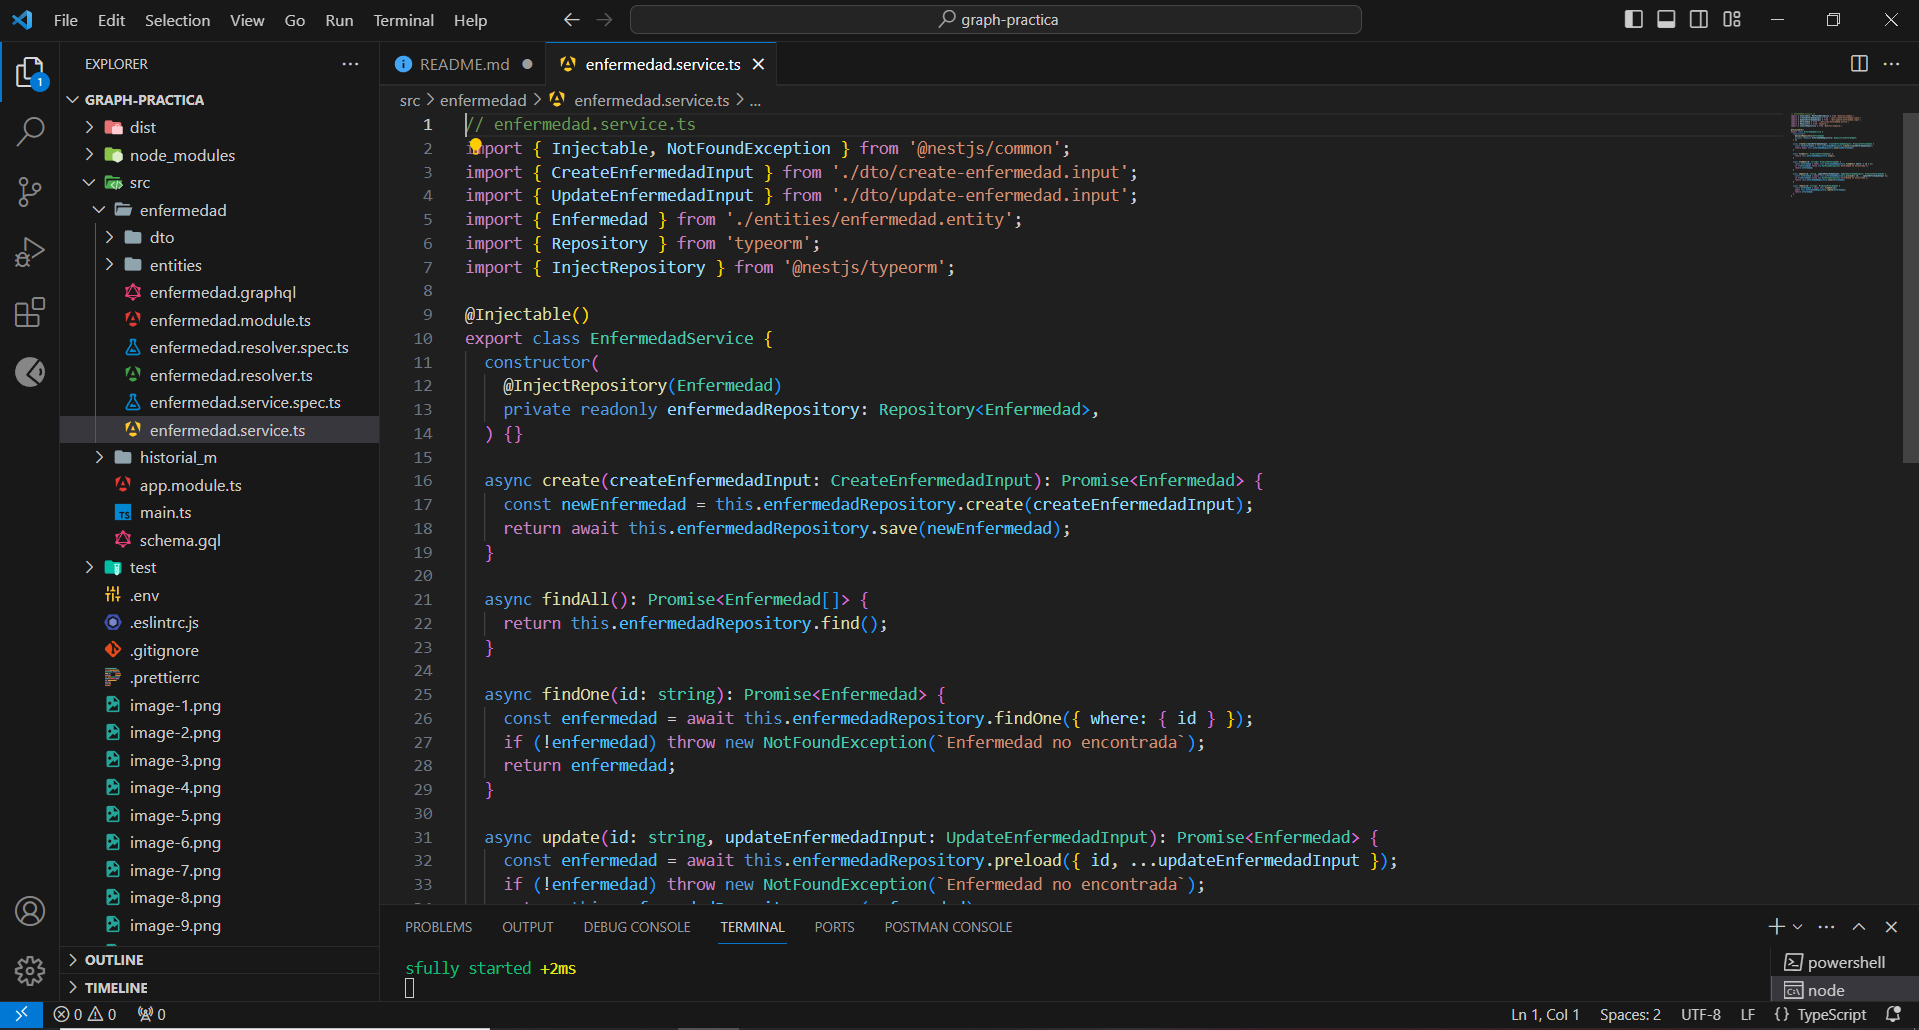 File Edit Selection View Go Run Terminal Help
graph-practica
EXPLORER
GRAPH-PRACTICA
dist
node_modules
src
enfermedad
dto
entities
enfermedad.graphql
enfermedad.module.ts
enfermedad.resolver.spec.ts
enfermedad.resolver.ts
enfermedad.service.spec.ts
enfermedad.service.ts
historial_m
app.module.ts
main.ts
schema.gql
test
.env
.eslintrc.js
.gitignore
.prettierrc
image-1.png
image-2.png
image-3.png
image-4.png
image-5.png
image-6.png
image-7.png
image-8.png
image-9.png
OUTLINE
TIMELINE
README.md
enfermedad.service.ts
src > enfermedad > enfermedad.service.ts > ...
1 // enfermedad.service.ts
2 import { Injectable, NotFoundException } from '@nestjs/common';
3 import { CreateEnfermedadInput } from './dto/create-enfermedad.input';
4 import { UpdateEnfermedadInput } from './dto/update-enfermedad.input';
5 import { Enfermedad } from './entities/enfermedad.entity';
6 import { Repository } from 'typeorm';
7 import { InjectRepository } from '@nestjs/typeorm';
8
9 @Injectable()
10 export class EnfermedadService {
11 constructor(
12 @InjectRepository(Enfermedad)
13 private readonly enfermedadRepository: Repository<Enfermedad>,
14 ) {}
15
16 async create(createEnfermedadInput: CreateEnfermedadInput): Promise<Enfermedad> {
17 const newEnfermedad = this.enfermedadRepository.create(createEnfermedadInput);
18 return await this.enfermedadRepository.save(newEnfermedad);
19 }
20
21 async findAll(): Promise<Enfermedad[]> {
22 return this.enfermedadRepository.find();
23 }
24
25 async findOne(id: string): Promise<Enfermedad> {
26 const enfermedad = await this.enfermedadRepository.findOne({ where: { id } });
27 if (!enfermedad) throw new NotFoundException(`Enfermedad no encontrada`);
28 return enfermedad;
29 }
30
31 async update(id: string, updateEnfermedadInput: UpdateEnfermedadInput): Promise<Enfermedad> {
32 const enfermedad = await this.enfermedadRepository.preload({ id, ...updateEnfermedadInput });
33 if (!enfermedad) throw new NotFoundException(`Enfermedad no encontrada`);
PROBLEMS OUTPUT DEBUG CONSOLE TERMINAL PORTS POSTMAN CONSOLE
sfully started +2ms
powershell
node
0 0 0
Ln 1, Col 1 Spaces: 2 UTF-8 LF {} TypeScript